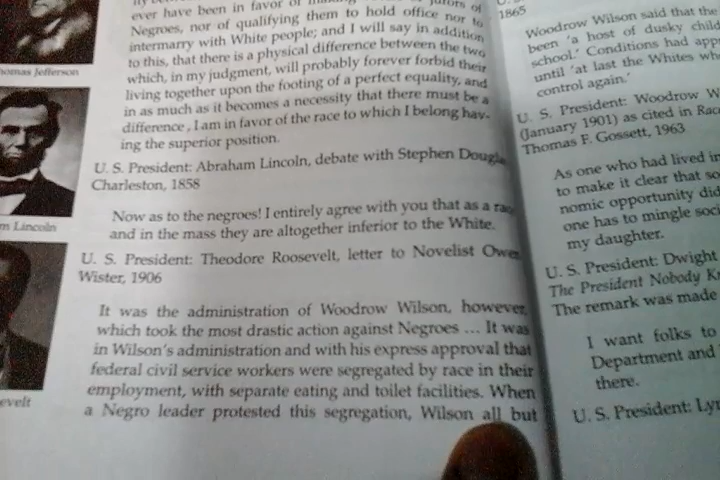 ever have been in favor of making voters or jurors of
Negroes, nor of qualifying them to hold office nor to
intermarry with White people; and I will say in addition
to this, that there is a physical difference between the two
which, in my judgment, will probably forever forbid their
living together upon the footing of a perfect equality, and
in as much as it becomes a necessity that there must be a
difference, I am in favor of the race to which I belong hav-
ing the superior position.
U. S. President: Abraham Lincoln, debate with Stephen
Charleston, 1858
Now as to the negroes! I entirely agree with you that as a
and in the mass they are altogether inferior to the White.
U. S. President: Theodore Roosevelt, letter to Novelist
Wister, 1906
It was the administration of Woodrow Wilson, however,
which took the most drastic action against Negroes ... It was
in Wilson's administration and with his express approval that
federal civil service workers were segregated by race in their
employment, with separate eating and toilet facilities. When
a Negro leader protested this segregation, Wilson all but
homas Jefferson
m Lincoln
evelt
1865
Woodrow Wilson said that the
been 'a host of dusky child
school.' Conditions had app
until 'at last the Whites wh
control again.'
U. S. President: Woodrow W
(January 1901) as cited in Rac
Thomas F. Gossett, 1963
As one who had lived in
to make it clear that so
nomic opportunity did
one has to mingle soci
my daughter.
U. S. President: Dwight
The President Nobody K
The remark was made
I want folks to
Department and
there.
U. S. President: Lyn